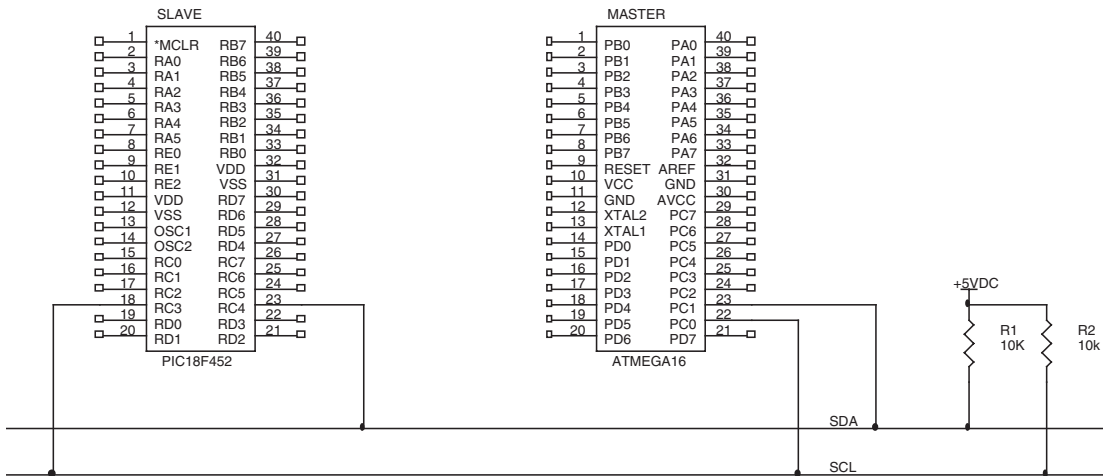 SLAVE
1 *MCLR RB7 40
2 RA0 RB6 39
3 RA1 RB5 38
4 RA2 RB4 37
5 RA3 RB3 36
6 RA4 RB2 35
7 RA5 RB1 34
8 RE0 RB0 33
9 RE1 VDD 32
10 RE2 VSS 31
11 VDD RD7 30
12 VSS RD6 29
13 OSC1 RD5 28
14 OSC2 RD4 27
15 RC0 RC7 26
16 RC1 RC6 25
17 RC2 RC5 24
18 RC3 RC4 23
19 RD0 RD3 22
20 RD1 RD2 21
PIC18F452
MASTER
1 PB0 PA0 40
2 PB1 PA1 39
3 PB2 PA2 38
4 PB3 PA3 37
5 PB4 PA4 36
6 PB5 PA5 35
7 PB6 PA6 34
8 PB7 PA7 33
9 RESET AREF 32
10 VCC GND 31
11 GND AVCC 30
12 XTAL2 PC7 29
13 XTAL1 PC6 28
14 PD0 PC5 27
15 PD1 PC4 26
16 PD2 PC3 25
17 PD3 PC2 24
18 PD4 PC1 23
19 PD5 PC0 22
20 PD6 PD7 21
ATMEGA16
+5VDC
R1
10K
R2
10k
SDA
SCL